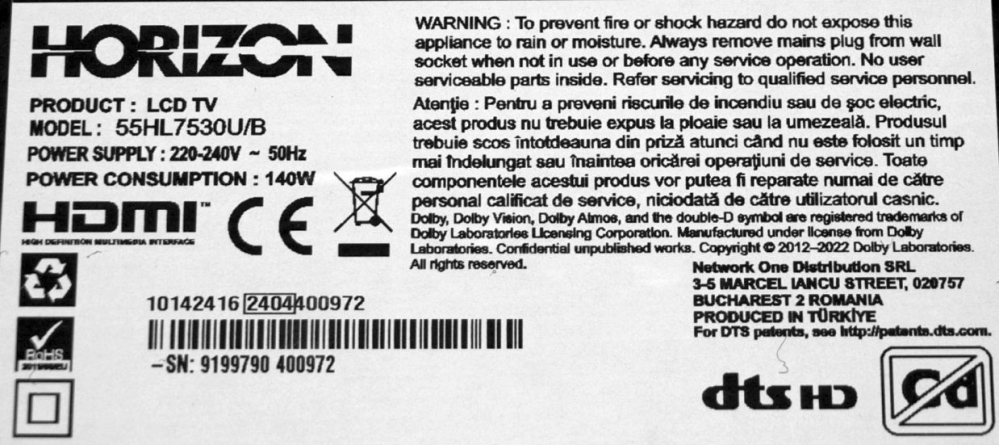 HORIZON
PRODUCT : LCD TV
MODEL : 55HL7530U/B
POWER SUPPLY : 220-240V ~ 50Hz
POWER CONSUMPTION : 140W
HDMI™
HIGH DEFINITION MULTIMEDIA INTERFACE
CE
RoHS
10142416 2404 400972
–SN: 9199790 400972
WARNING : To prevent fire or shock hazard do not expose this
appliance to rain or moisture. Always remove mains plug from wall
socket when not in use or before any service operation. No user
serviceable parts inside. Refer servicing to qualified service personnel.
Atenţie : Pentru a preveni riscurile de incendiu sau de şoc electric,
acest produs nu trebuie expus la ploaie sau la umezeală. Produsul
trebuie scos întotdeauna din priză atunci când nu este folosit un timp
mai îndelungat sau înaintea oricărei operaţiuni de service. Toate
componentele acestui produs vor putea fi reparate numai de către
personal calificat de service, niciodată de către utilizatorul casnic.
Dolby, Dolby Vision, Dolby Atmos, and the double-D symbol are registered trademarks of
Dolby Laboratories Licensing Corporation. Manufactured under license from Dolby
Laboratories. Confidential unpublished works. Copyright © 2012–2022 Dolby Laboratories.
All rights reserved.
Network One Distribution SRL
3-5 MARCEL IANCU STREET, 020757
BUCHAREST 2 ROMANIA
PRODUCED IN TÜRKİYE
For DTS patents, see http://patents.dts.com.
dts HD
Cd